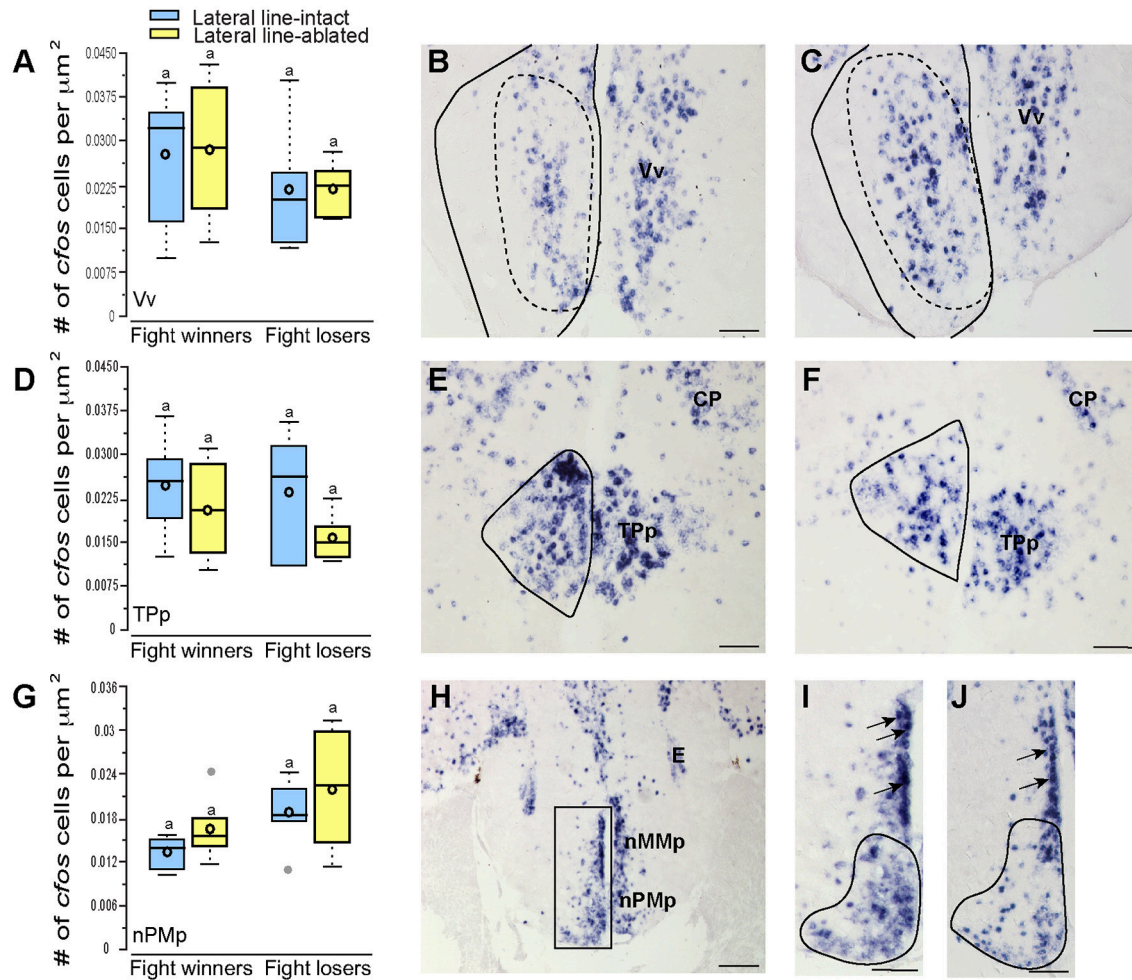 Lateral line-intact
Lateral line-ablated
A
# of cfos cells per μm²
0.0450
0.0375
0.0300
0.0225
0.0150
0.0075
0
a
a
a
a
Vv
Fight winners
Fight losers
B
Vv
C
Vv
D
# of cfos cells per μm²
0.0450
0.0375
0.0300
0.0225
0.0150
0.0075
0
a
a
a
a
TPp
Fight winners
Fight losers
E
CP
TPp
F
CP
TPp
G
# of cfos cells per μm²
0.036
0.03
0.024
0.018
0.012
0.006
0
a
a
a
a
nPMp
Fight winners
Fight losers
H
E
nMMp
nPMp
I
J